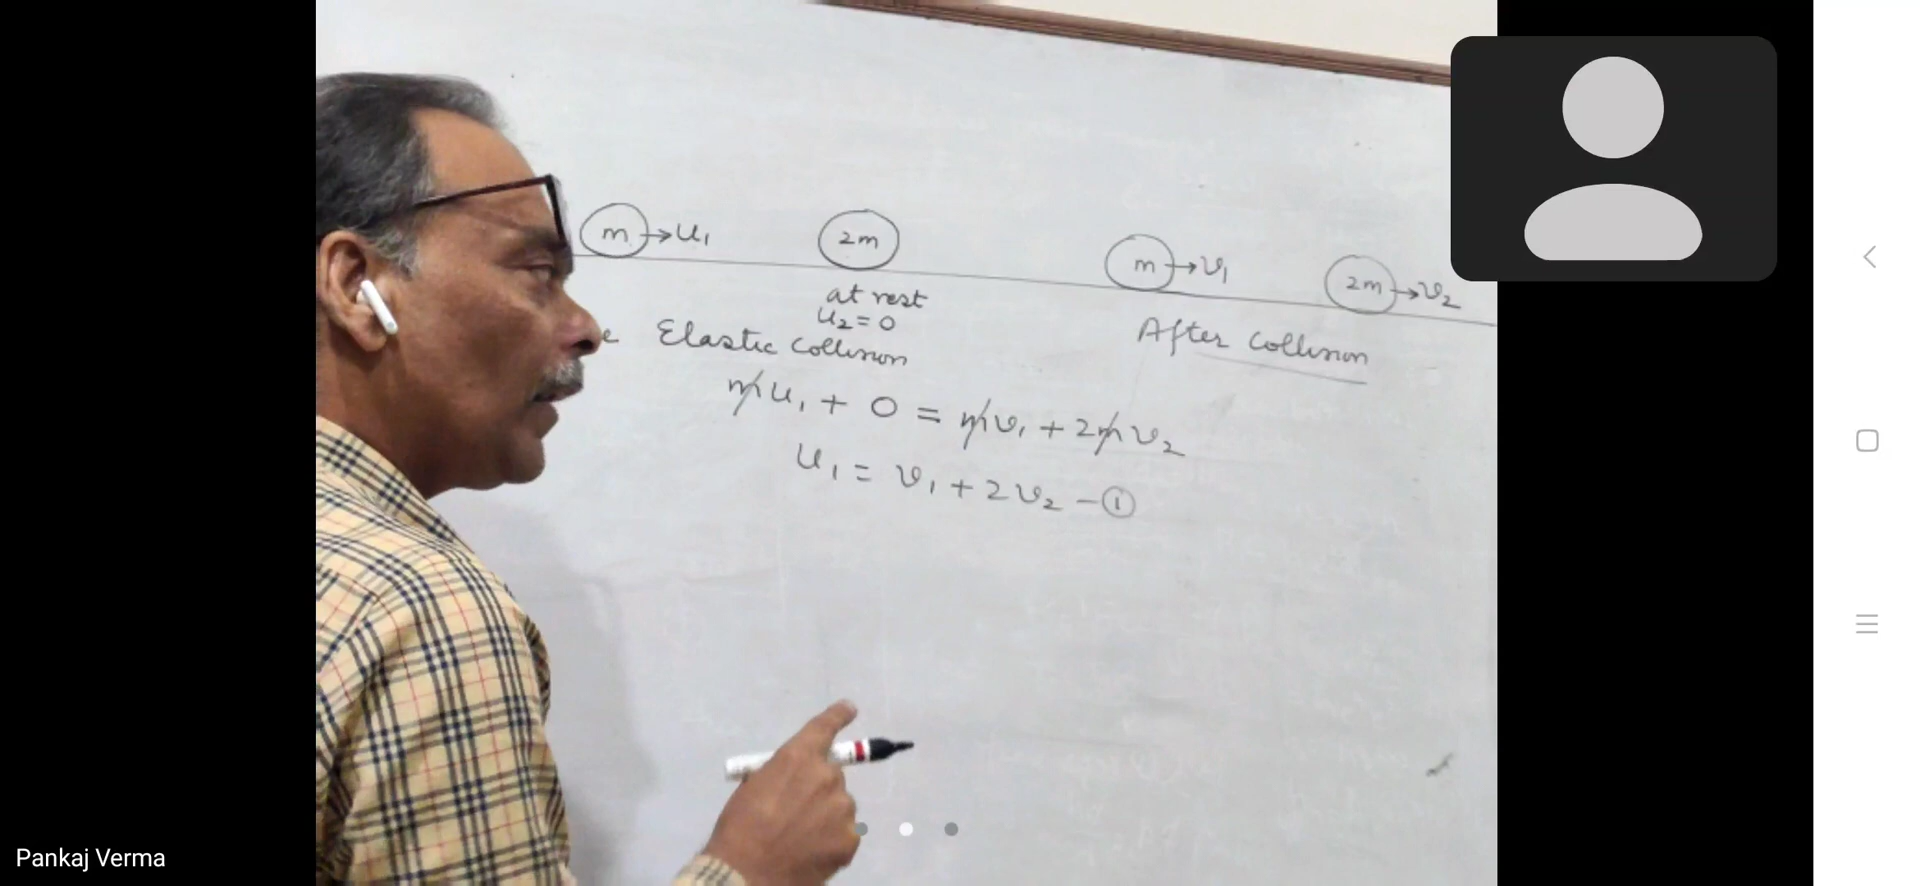 m → u₁
2m
m → v₁
2m → v₂
at rest
u₂ = 0
e Elastic Collision
After Collision
mu₁ + 0 = mv₁ + 2mv₂
u₁ = v₁ + 2v₂ – ①
Pankaj Verma